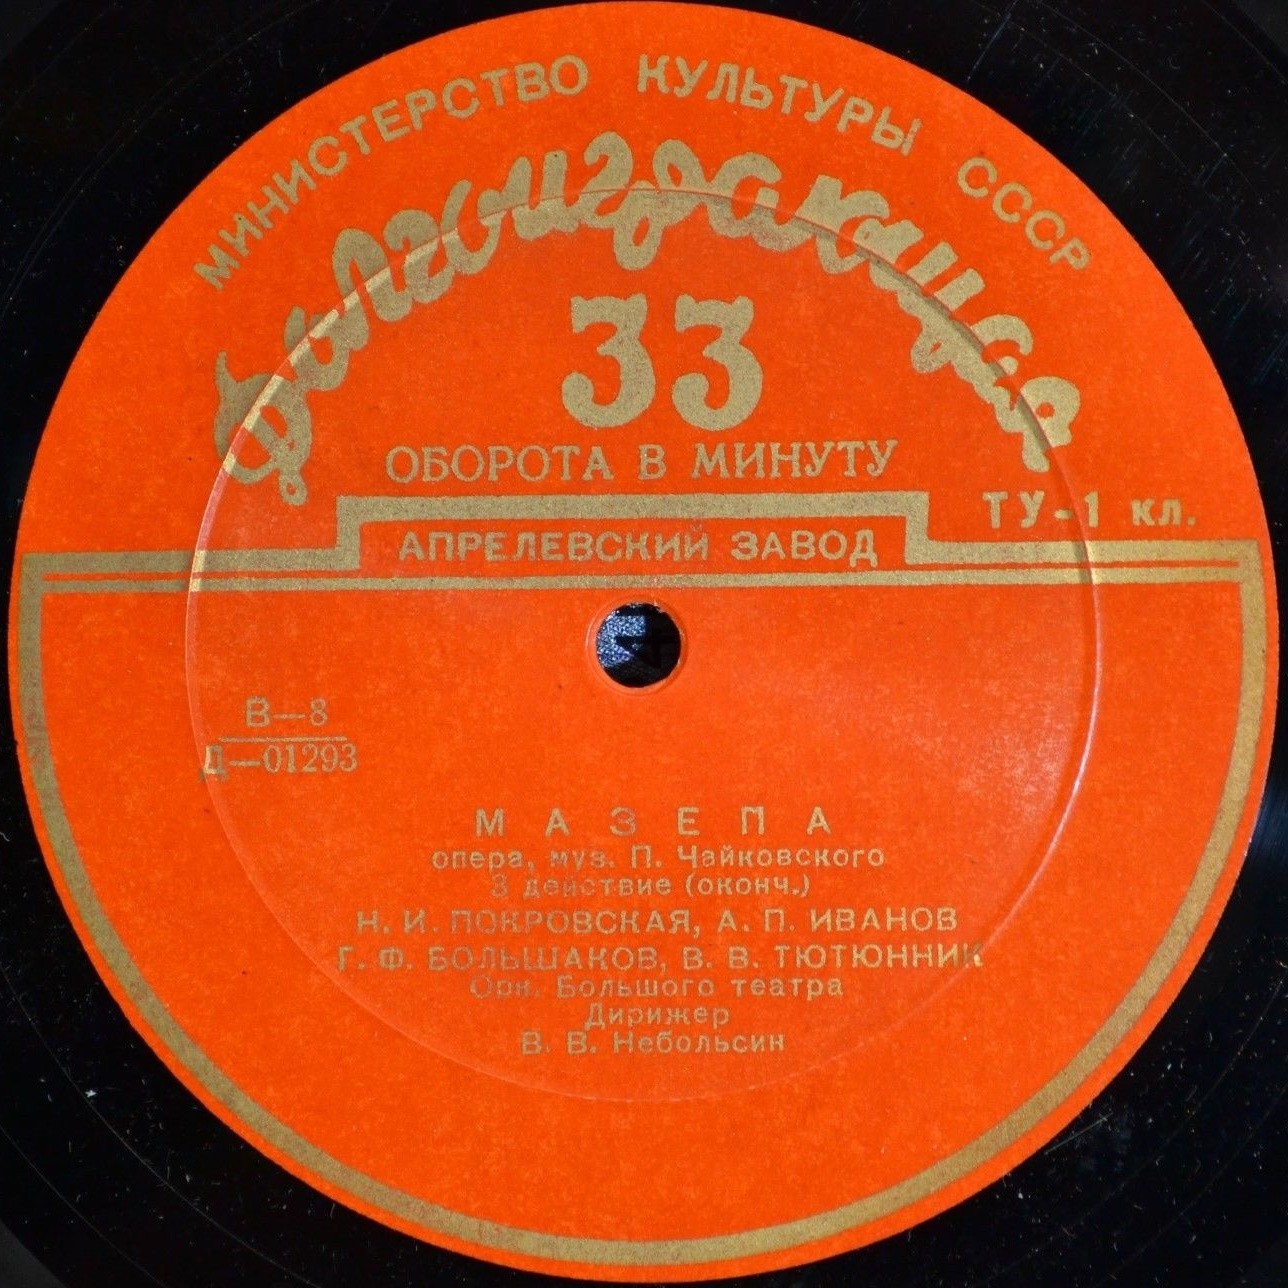 МИНИСТЕРСТВО КУЛЬТУРЫ СССР
Долгоиграющая
33
ОБОРОТА В МИНУТУ
ТУ-1 кл.
АПРЕЛЕВСКИЙ ЗАВОД
В—8
Д—01293
МАЗЕПА
опера, муз. П. Чайковского
3 действие (оконч.)
Н. И. ПОКРОВСКАЯ, А. П. ИВАНОВ
Г. Ф. БОЛЬШАКОВ, В. В. ТЮТЮННИК
Орк. Большого театра
Дирижер
В. В. Небольсин